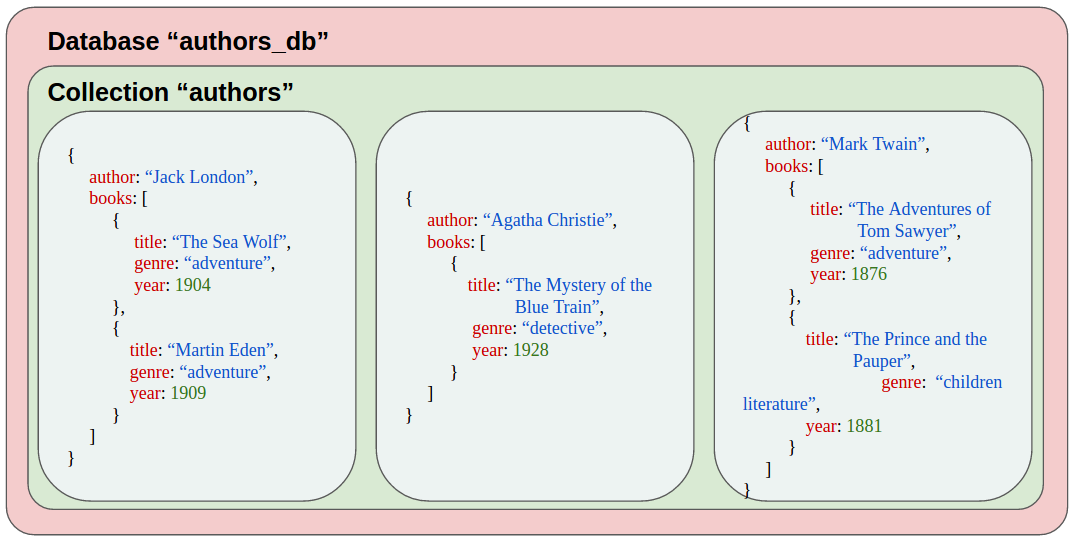 Database “authors_db”
Collection “authors”
{
author: “Jack London”,
books: [
{
title: “The Sea Wolf”,
genre: “adventure”,
year: 1904
},
{
title: “Martin Eden”,
genre: “adventure”,
year: 1909
}
]
}
{
author: “Agatha Christie”,
books: [
{
title: “The Mystery of the
Blue Train”,
genre: “detective”,
year: 1928
}
]
}
{
author: “Mark Twain”,
books: [
{
title: “The Adventures of
Tom Sawyer”,
genre: “adventure”,
year: 1876
},
{
title: “The Prince and the
Pauper”,
genre: “children
literature”,
year: 1881
}
]
}